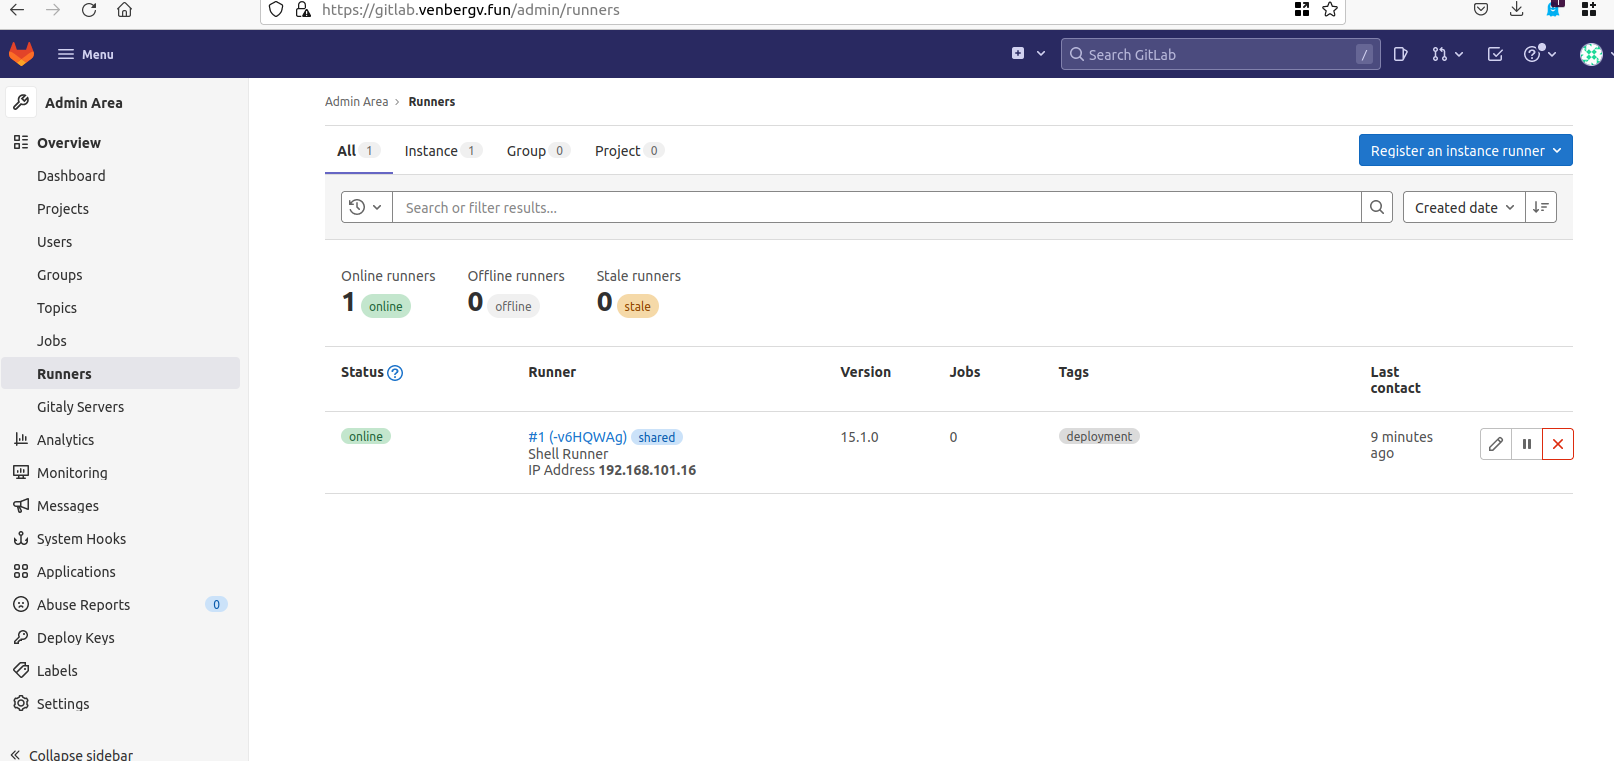 https://gitlab.venbergv.fun/admin/runners
1
Menu
Search GitLab /
Admin Area
Overview
Dashboard
Projects
Users
Groups
Topics
Jobs
Runners
Gitaly Servers
Analytics
Monitoring
Messages
System Hooks
Applications
Abuse Reports 0
Deploy Keys
Labels
Settings
Collapse sidebar
Admin Area › Runners
All 1 Instance 1 Group 0 Project 0 Register an instance runner
Search or filter results... Created date
Online runners Offline runners Stale runners
1 online 0 offline 0 stale
Status Runner Version Jobs Tags Last contact
online #1 (-v6HQWAg) shared 15.1.0 0 deployment 9 minutes ago
Shell Runner
IP Address 192.168.101.16